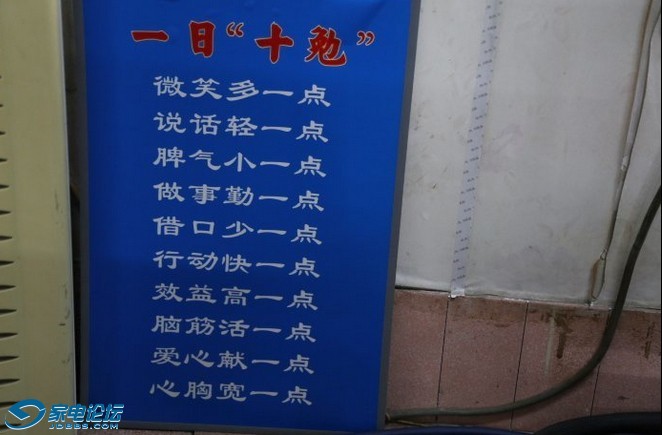 一日“十勉”
微笑多一点
说话轻一点
脾气小一点
做事勤一点
借口少一点
行动快一点
效益高一点
脑筋活一点
爱心献一点
心胸宽一点
家电论坛
JDBBS.COM